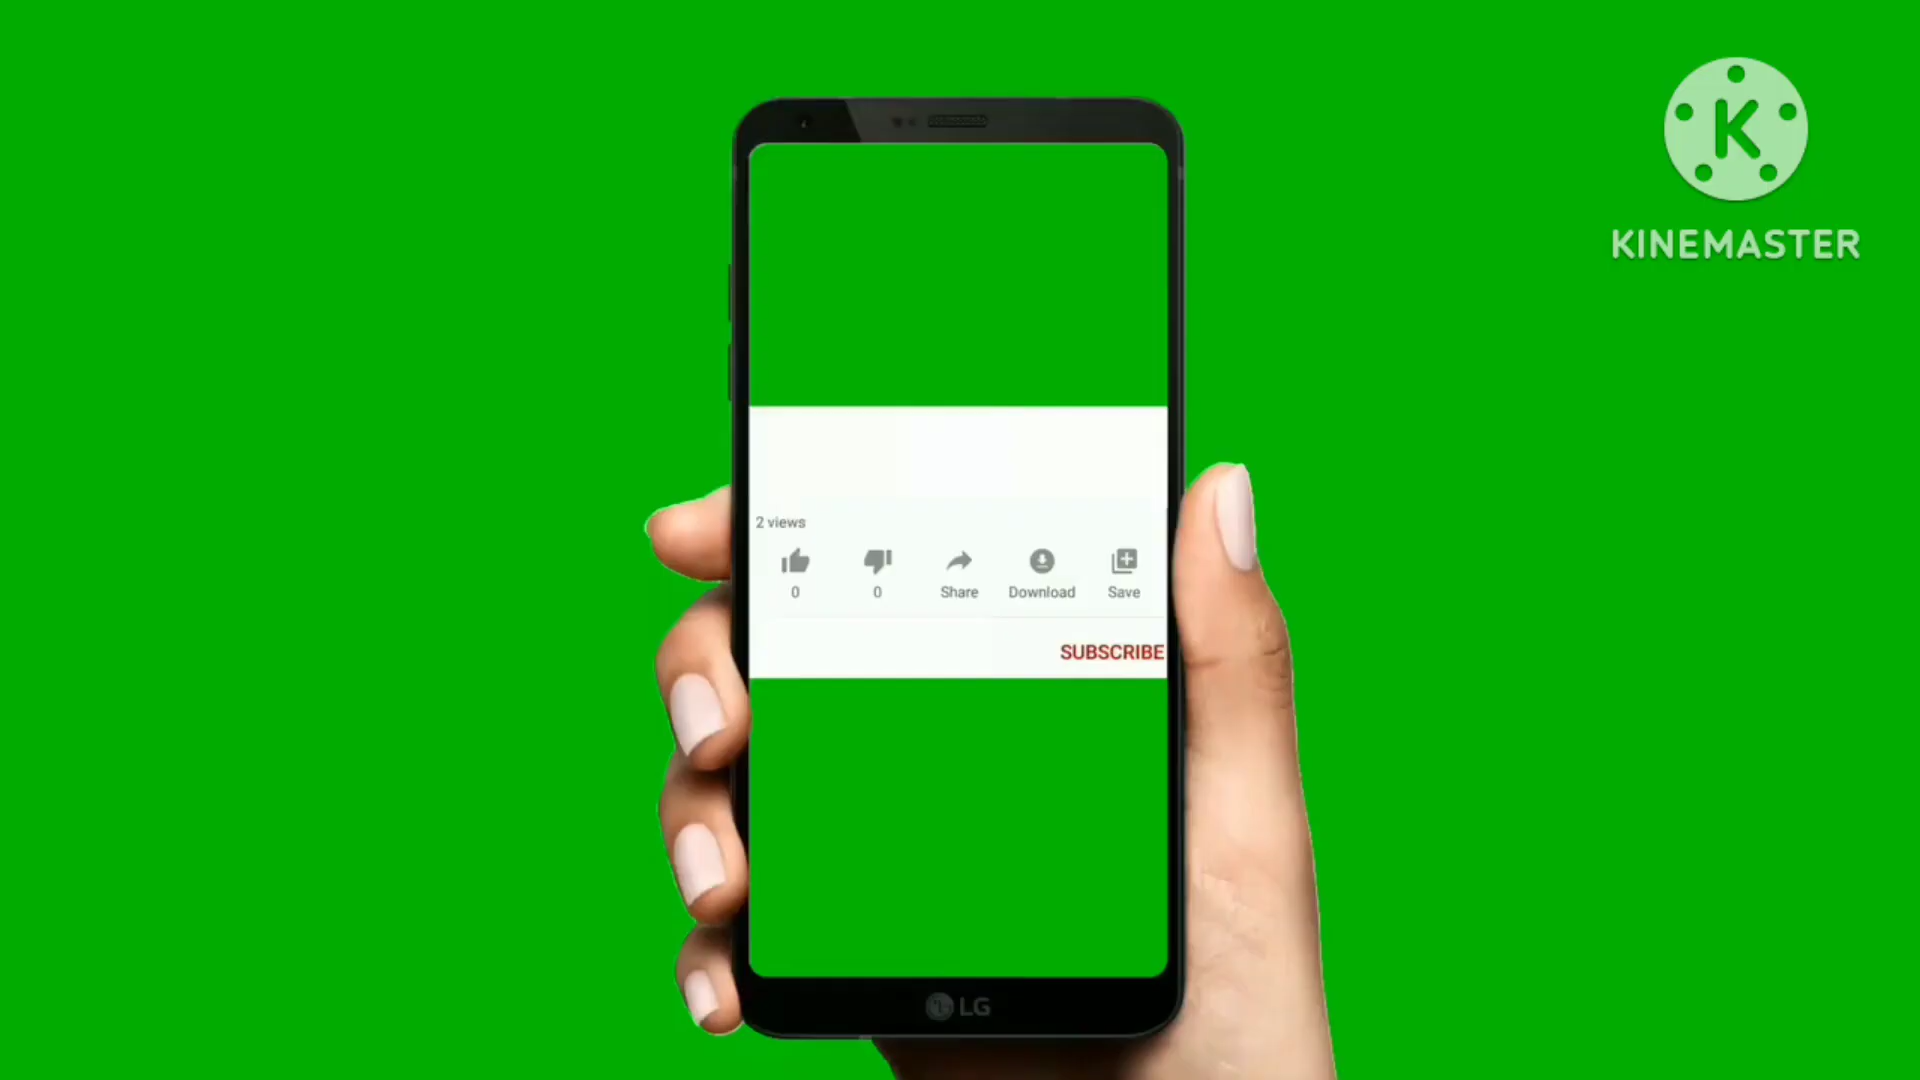 K
KINEMASTER
2 views
0 0 Share Download Save
SUBSCRIBE
LG